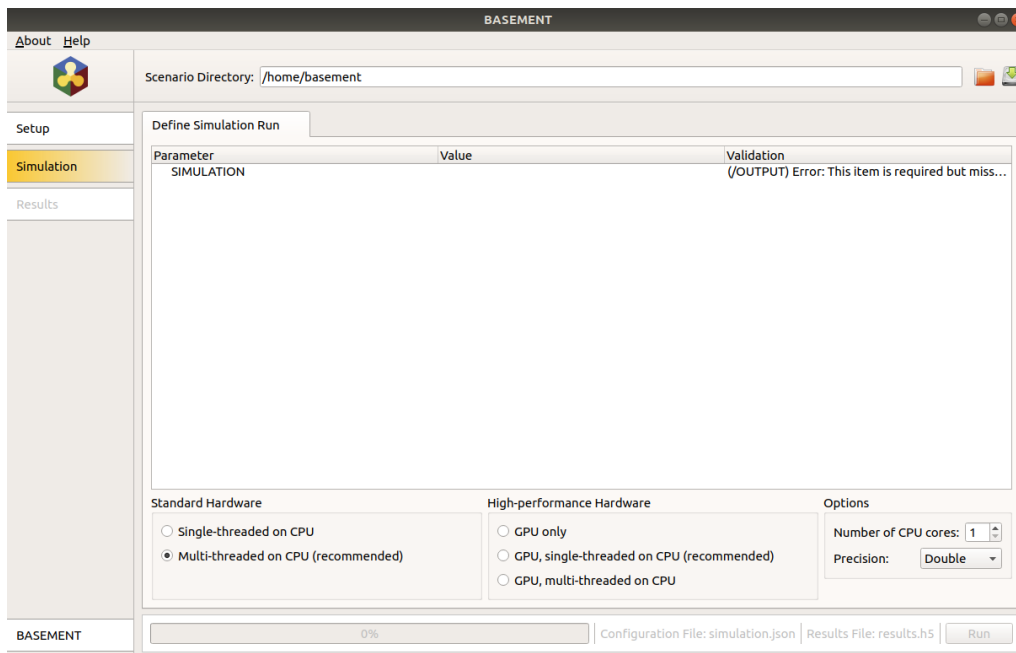 BASEMENT
About Help
Scenario Directory: /home/basement
Setup
Simulation
Results
Define Simulation Run
Parameter Value Validation
SIMULATION (/OUTPUT) Error: This item is required but miss...
Standard Hardware
Single-threaded on CPU
Multi-threaded on CPU (recommended)
High-performance Hardware
GPU only
GPU, single-threaded on CPU (recommended)
GPU, multi-threaded on CPU
Options
Number of CPU cores: 1
Precision: Double
BASEMENT
0% Configuration File: simulation.json Results File: results.h5 Run